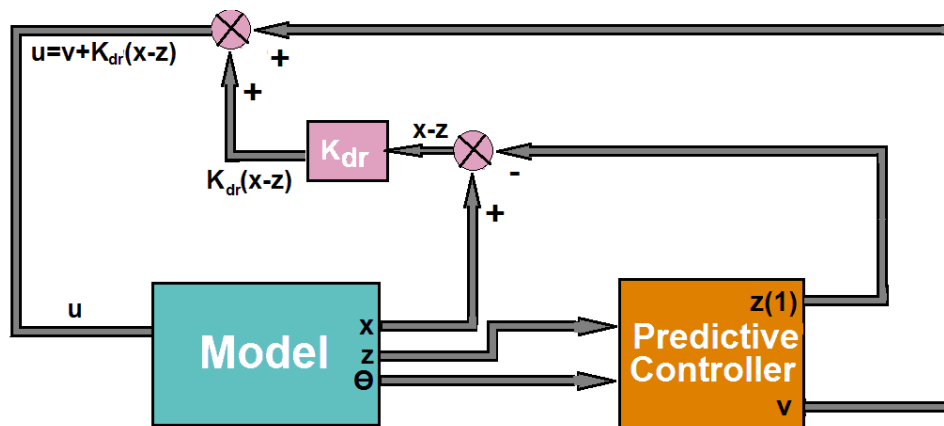 u=v+Kdr(x-z)
+
+
x-z
Kdr
-
Kdr(x-z)
+
u
x
z
Θ
Model
z(1)
Predictive
Controller
v